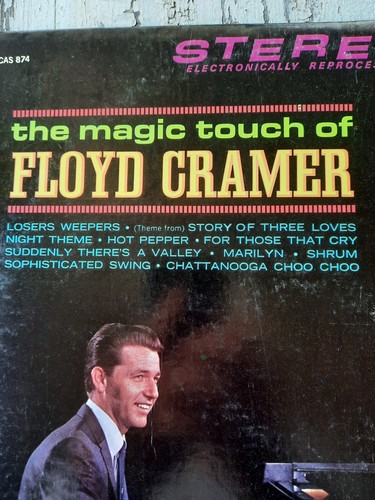 CAS 874
STERE
ELECTRONICALLY REPROCES
the magic touch of
FLOYD CRAMER
LOSERS WEEPERS • (Theme from) STORY OF THREE LOVES
NIGHT THEME • HOT PEPPER • FOR THOSE THAT CRY
SUDDENLY THERE'S A VALLEY • MARILYN • SHRUM
SOPHISTICATED SWING • CHATTANOOGA CHOO CHOO